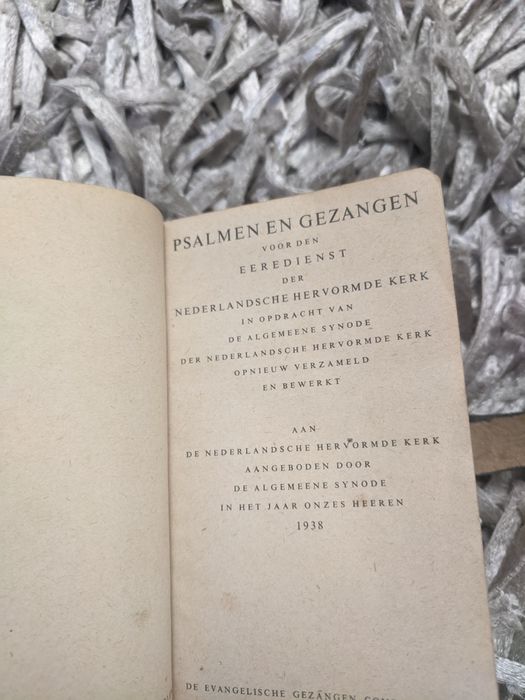 PSALMEN EN GEZANGEN
VOOR DEN
EEREDIENST
DER
NEDERLANDSCHE HERVORMDE KERK
IN OPDRACHT VAN
DE ALGEMEENE SYNODE
DER NEDERLANDSCHE HERVORMDE KERK
OPNIEUW VERZAMELD
EN BEWERKT
AAN
DE NEDERLANDSCHE HERVORMDE KERK
AANGEBODEN DOOR
DE ALGEMEENE SYNODE
IN HET JAAR ONZES HEEREN
1938
DE EVANGELISCHE GEZANGEN